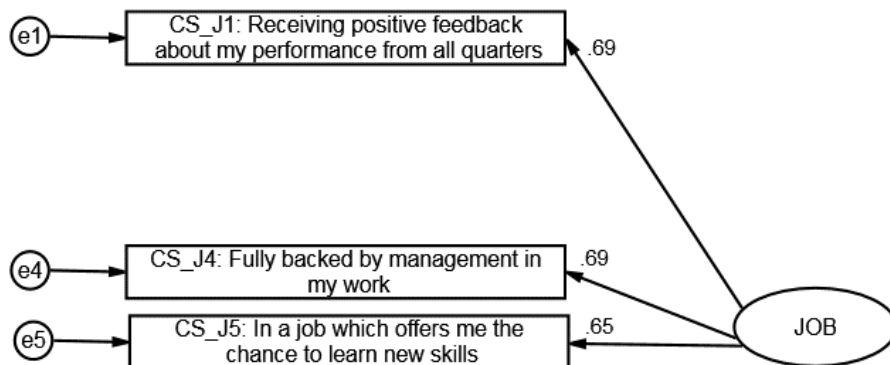 e1
CS_J1: Receiving positive feedback
about my performance from all quarters
.69
e4
CS_J4: Fully backed by management in
my work
.69
e5
CS_J5: In a job which offers me the
chance to learn new skills
.65
JOB